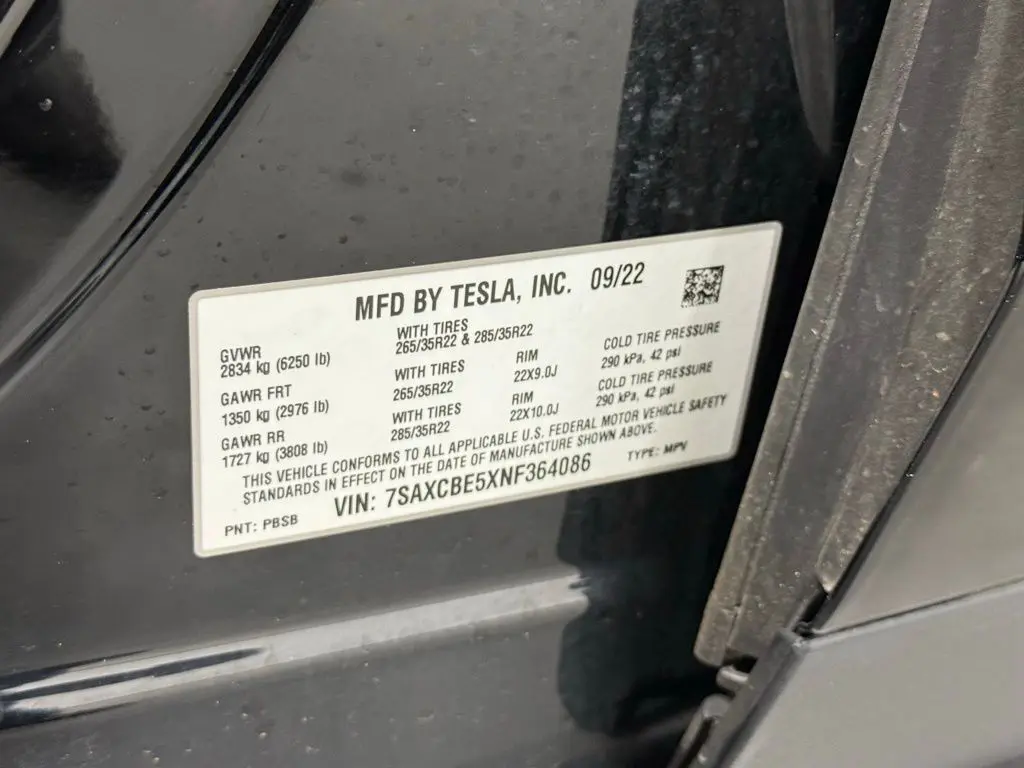 MFD BY TESLA, INC. 09/22
GVWR
2834 kg (6250 lb)
WITH TIRES
265/35R22 & 285/35R22
GAWR FRT
1350 kg (2976 lb)
WITH TIRES
265/35R22
RIM
22X9.0J
COLD TIRE PRESSURE
290 kPa, 42 psi
GAWR RR
1727 kg (3808 lb)
WITH TIRES
285/35R22
RIM
22X10.0J
COLD TIRE PRESSURE
290 kPa, 42 psi
THIS VEHICLE CONFORMS TO ALL APPLICABLE U.S. FEDERAL MOTOR VEHICLE SAFETY
STANDARDS IN EFFECT ON THE DATE OF MANUFACTURE SHOWN ABOVE.
PNT: PBSB
VIN: 7SAXCBE5XNF364086
TYPE: MPV